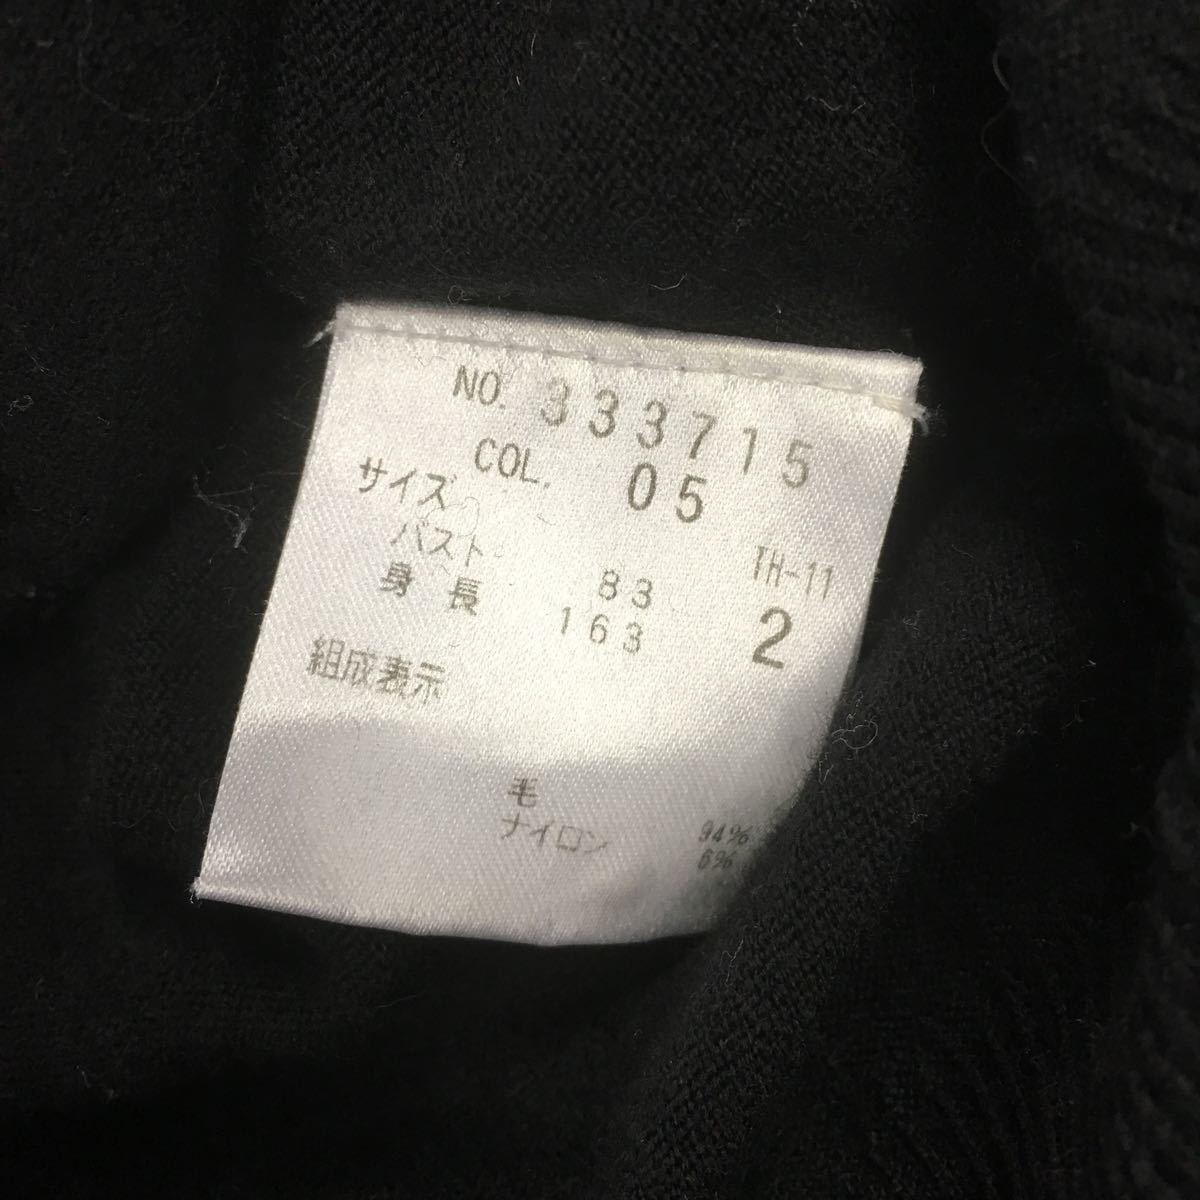 NO. 333715
COL. 05
サイズ TH-11
バスト 83 2
身長 163
組成表示
毛 94%
ナイロン 6%